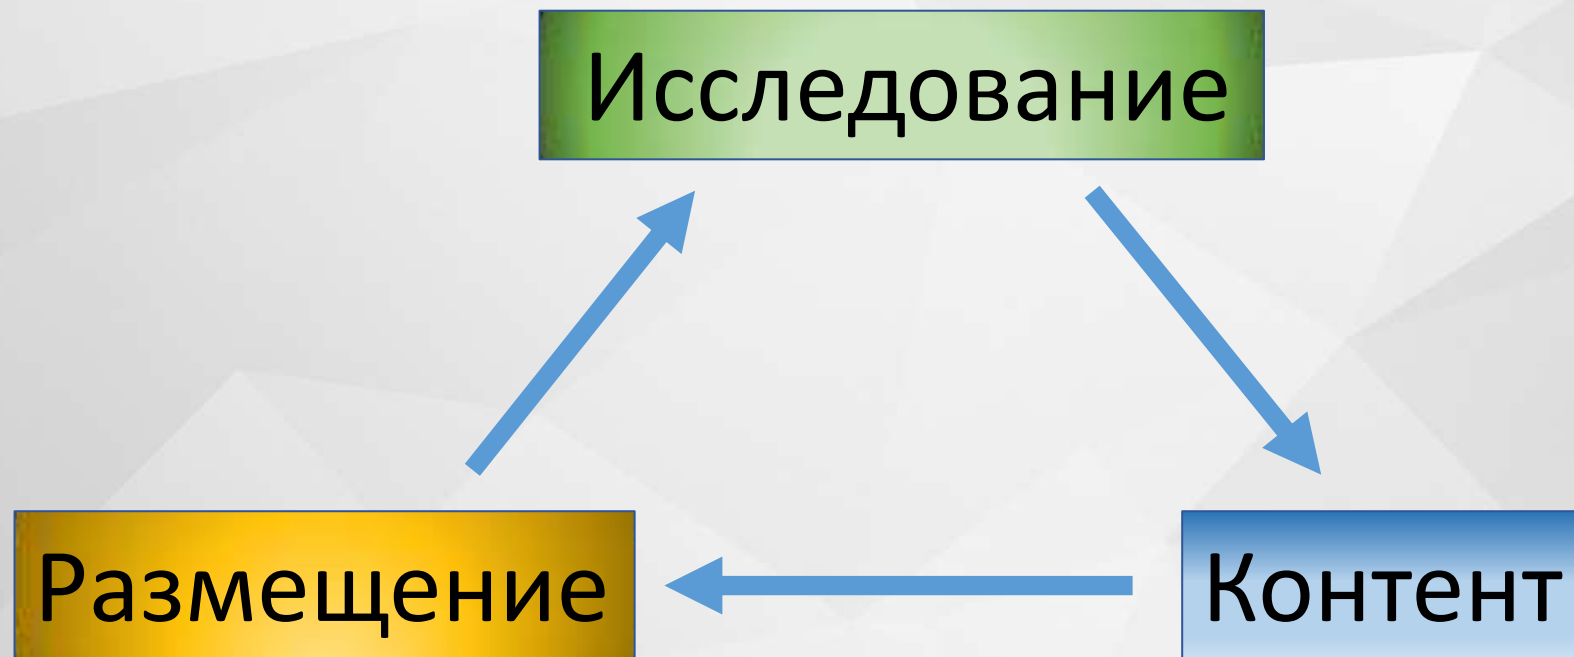 Исследование
Размещение
Контент